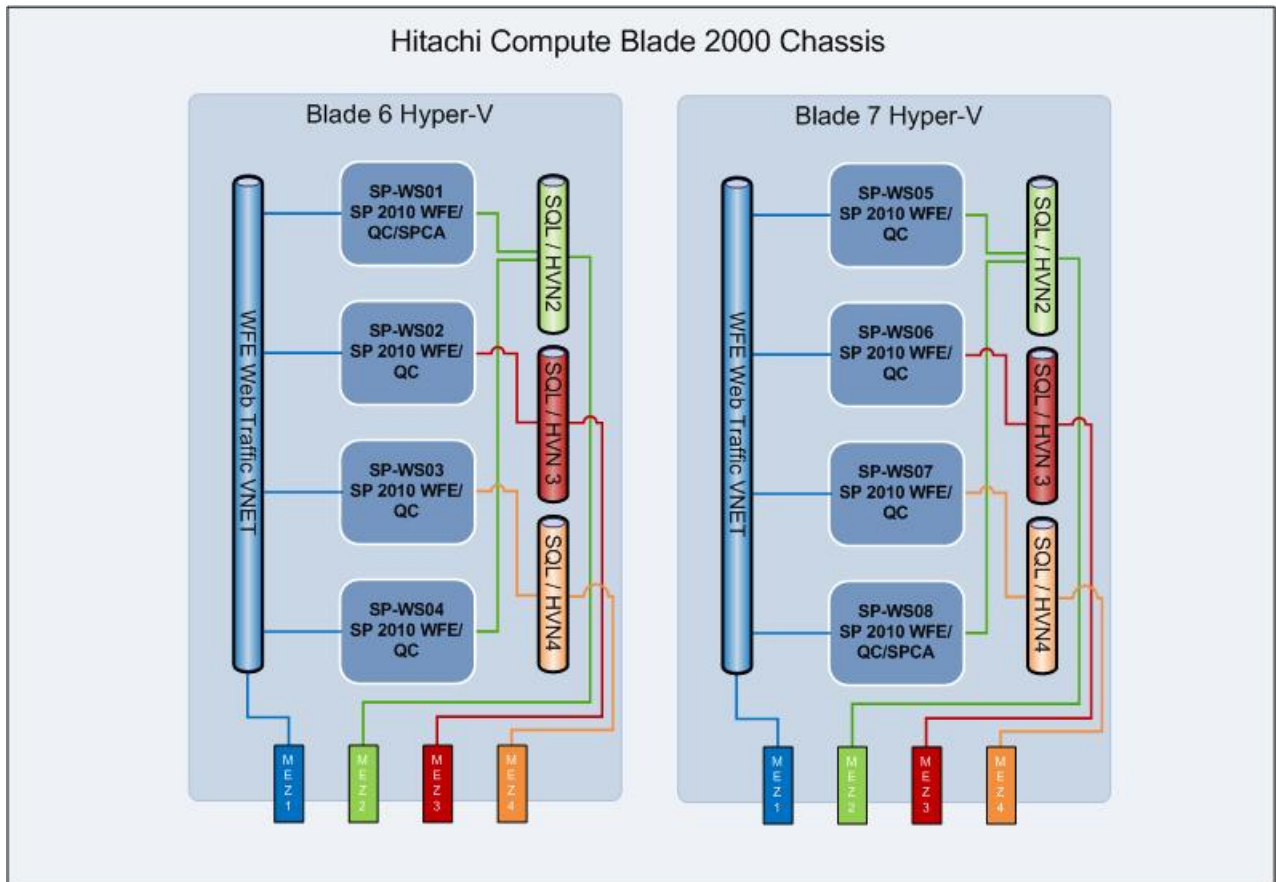 Hitachi Compute Blade 2000 Chassis
Blade 6 Hyper-V
WFE Web Traffic VNET
SP-WS01
SP 2010 WFE/
QC/SPCA
SP-WS02
SP 2010 WFE/
QC
SP-WS03
SP 2010 WFE/
QC
SP-WS04
SP 2010 WFE/
QC
SQL / HVN2
SQL / HVN 3
SQL / HVN4
MEZ1
MEZ2
MEZ3
MEZ4
Blade 7 Hyper-V
WFE Web Traffic VNET
SP-WS05
SP 2010 WFE/
QC
SP-WS06
SP 2010 WFE/
QC
SP-WS07
SP 2010 WFE/
QC
SP-WS08
SP 2010 WFE/
QC/SPCA
SQL / HVN2
SQL / HVN 3
SQL / HVN4
MEZ1
MEZ2
MEZ3
MEZ4